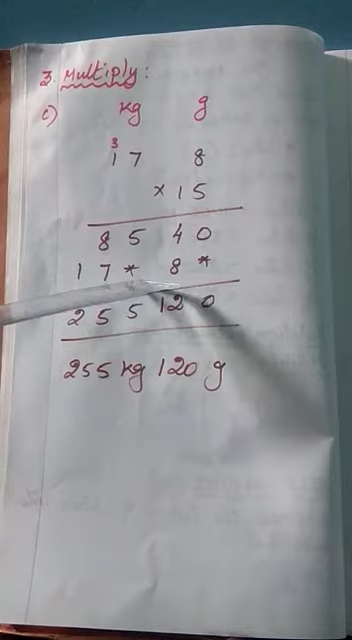 3. Multiply:
c) kg g
3
17 8
×15
85 40
17* 8*
255 120
255 kg 120 g